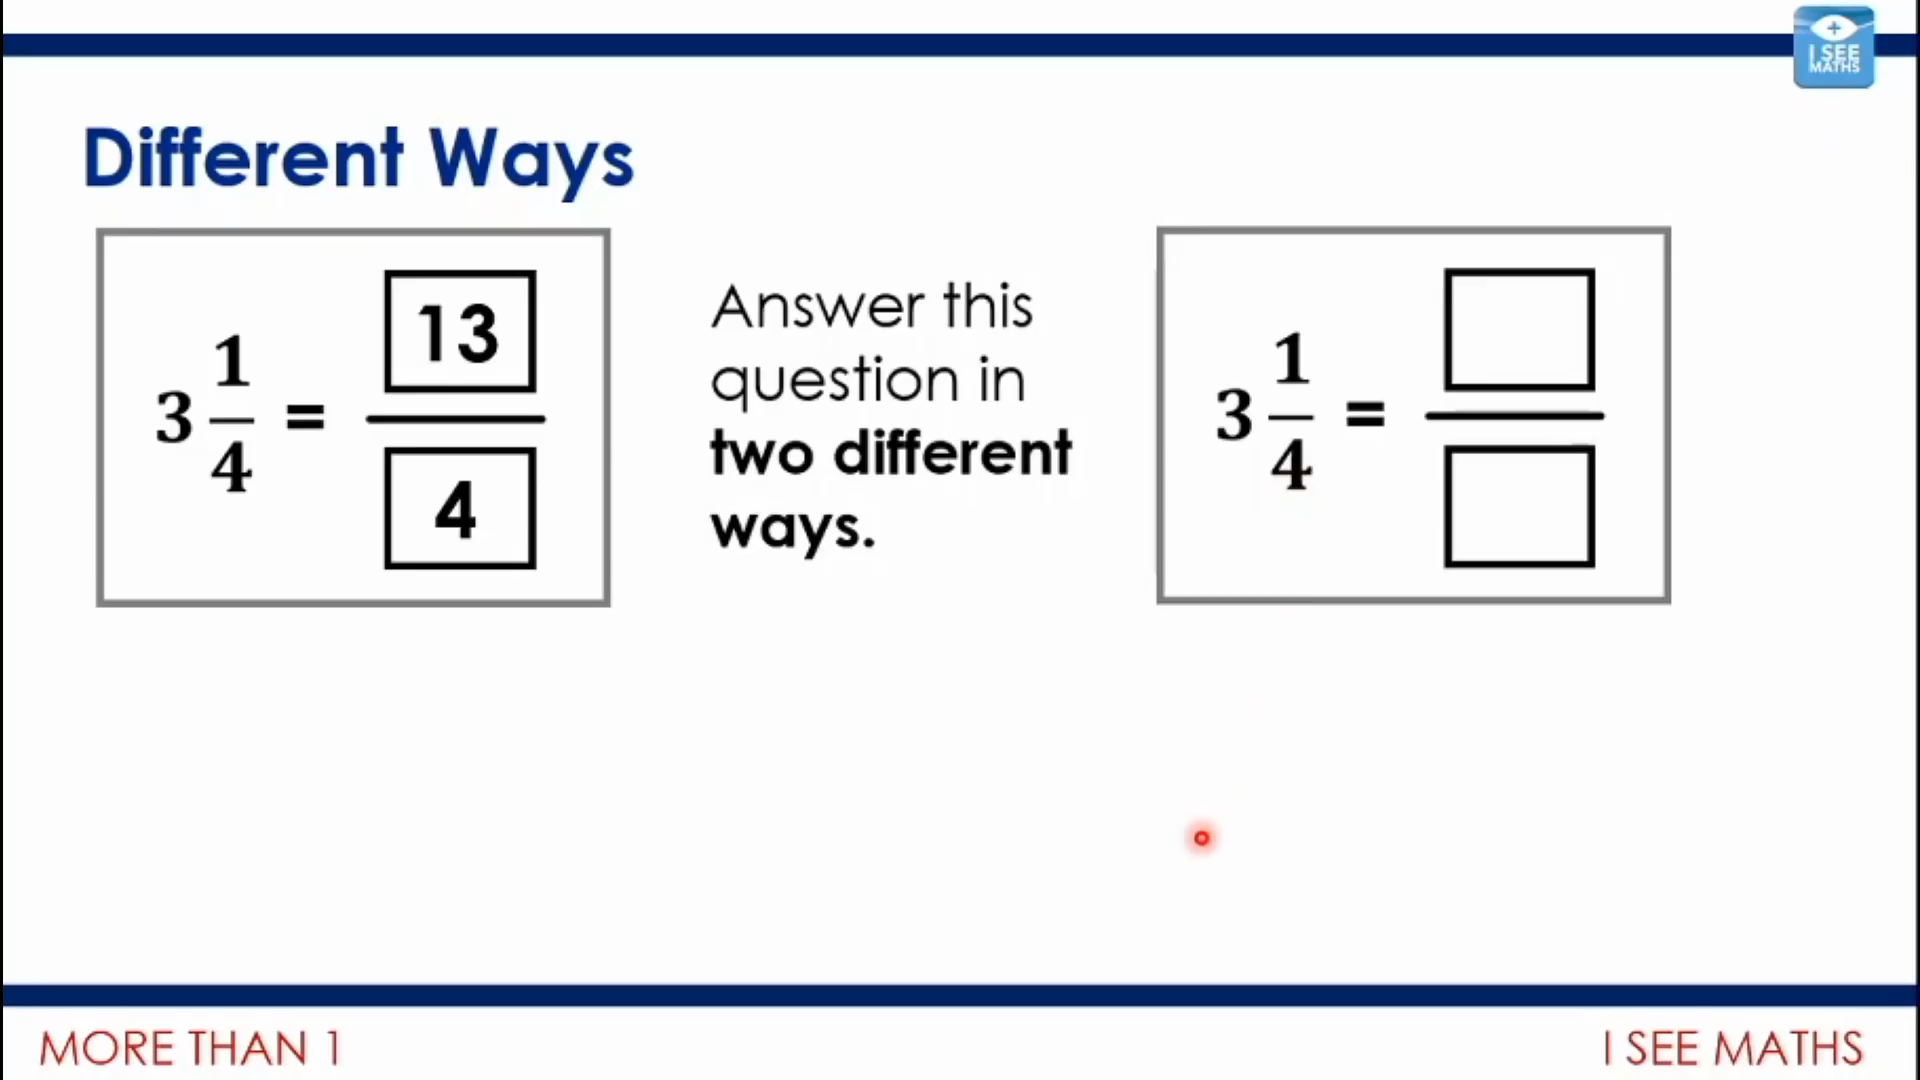 +
I SEE
MATHS
Different Ways
3 1/4 = 13/4
Answer this
question in
two different
ways.
3 1/4 =
MORE THAN 1
I SEE MATHS